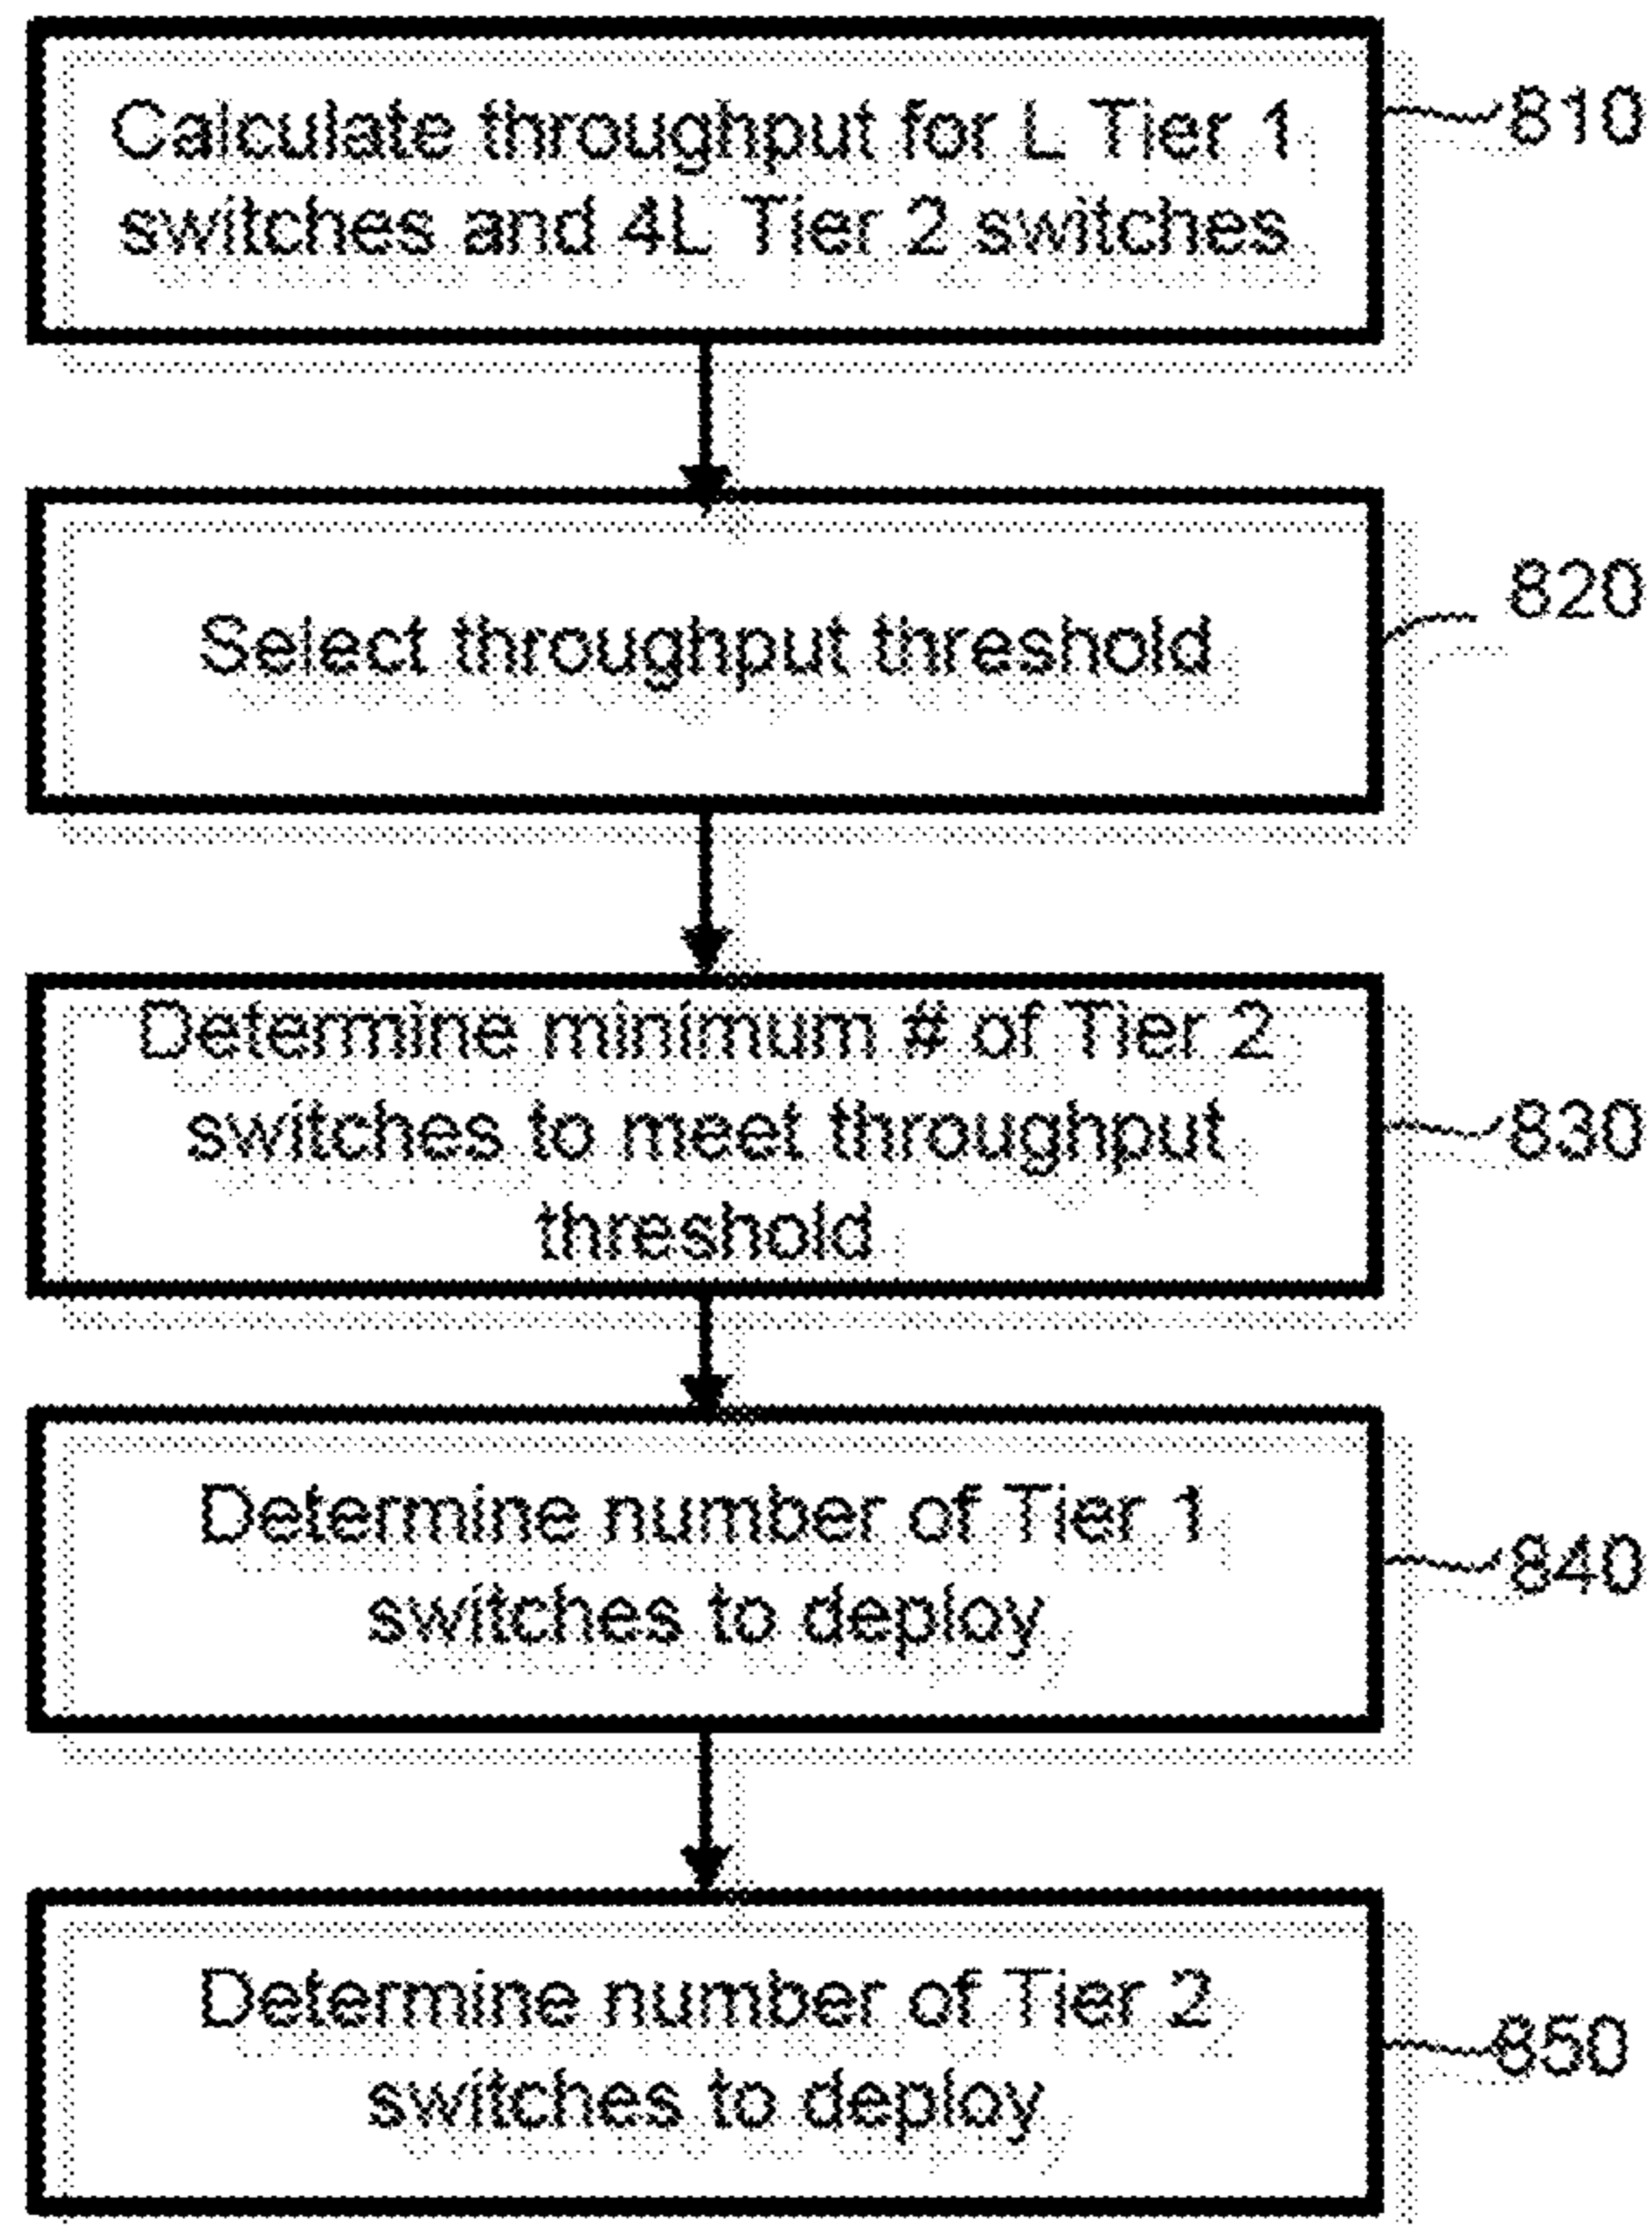 Calculate throughput for L Tier 1
switches and 4L Tier 2 switches
810
Select throughput threshold
820
Determine minimum # of Tier 2
switches to meet throughput
threshold
830
Determine number of Tier 1
switches to deploy
840
Determine number of Tier 2
switches to deploy
850